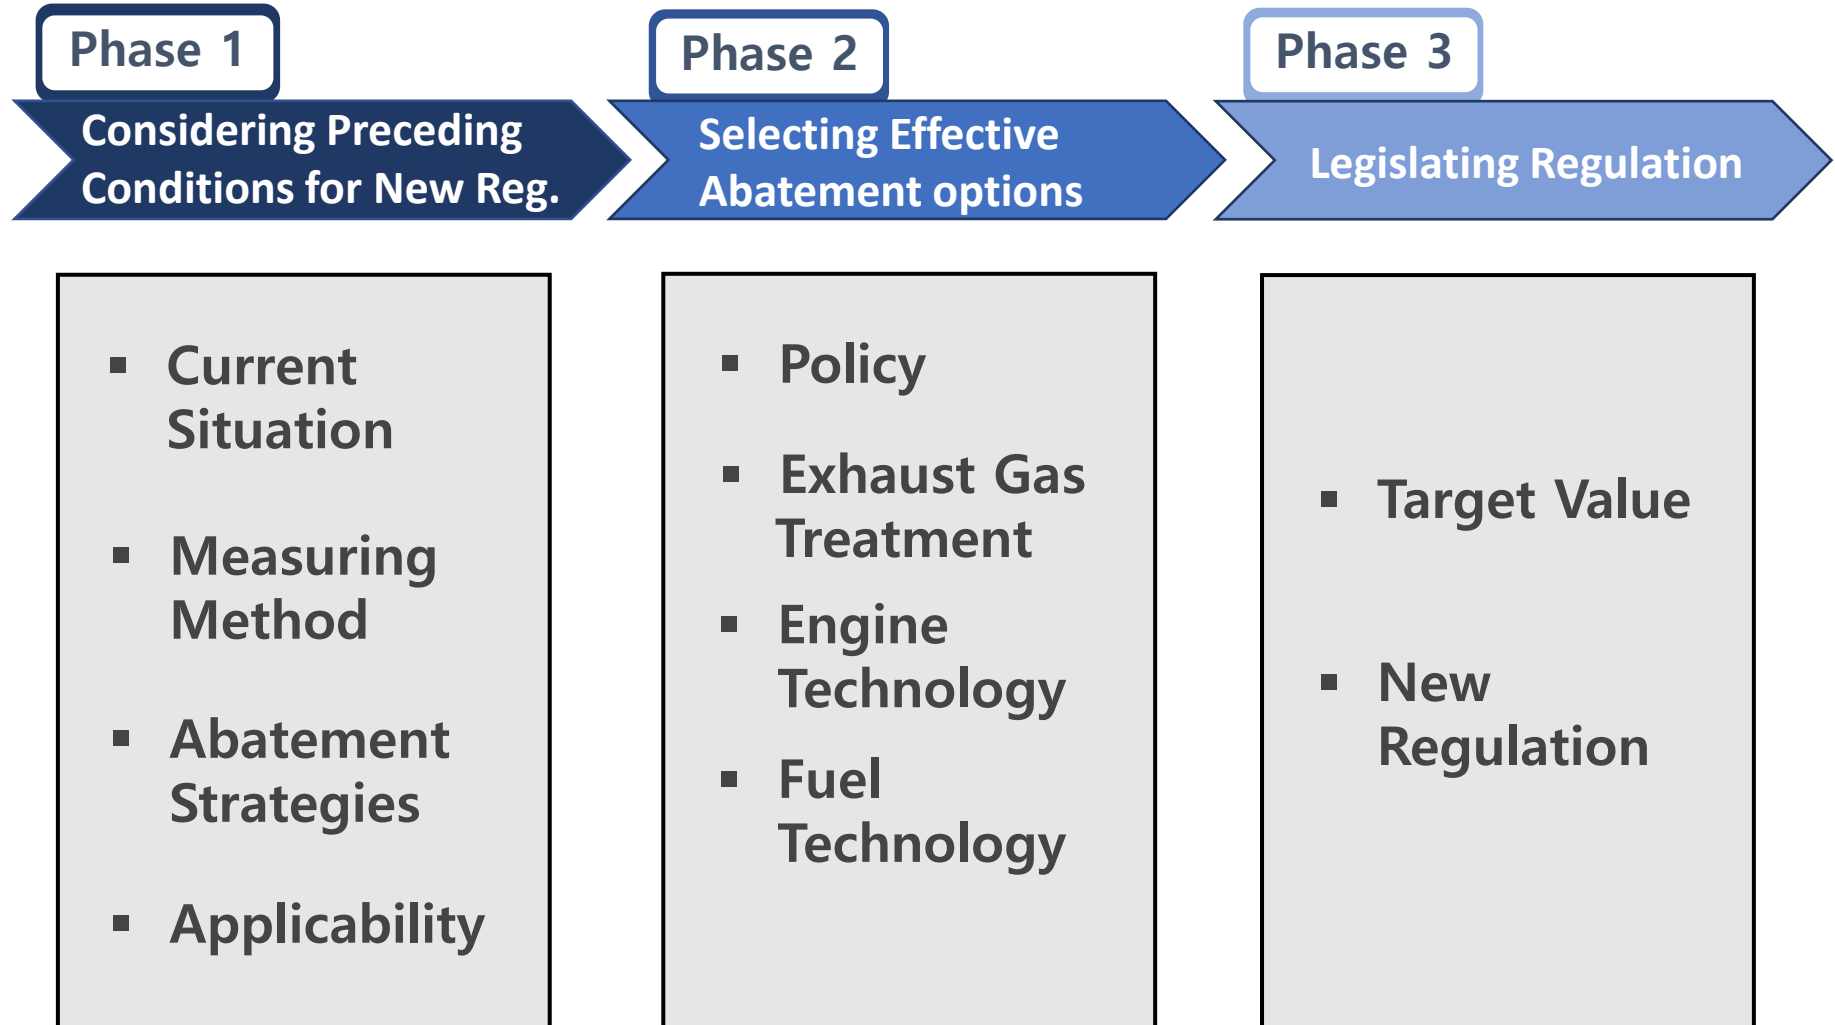 Phase 1
Considering Preceding
Conditions for New Reg.
▪ Current
Situation
▪ Measuring
Method
▪ Abatement
Strategies
▪ Applicability
Phase 2
Selecting Effective
Abatement options
▪ Policy
▪ Exhaust Gas
Treatment
▪ Engine
Technology
▪ Fuel
Technology
Phase 3
Legislating Regulation
▪ Target Value
▪ New
Regulation